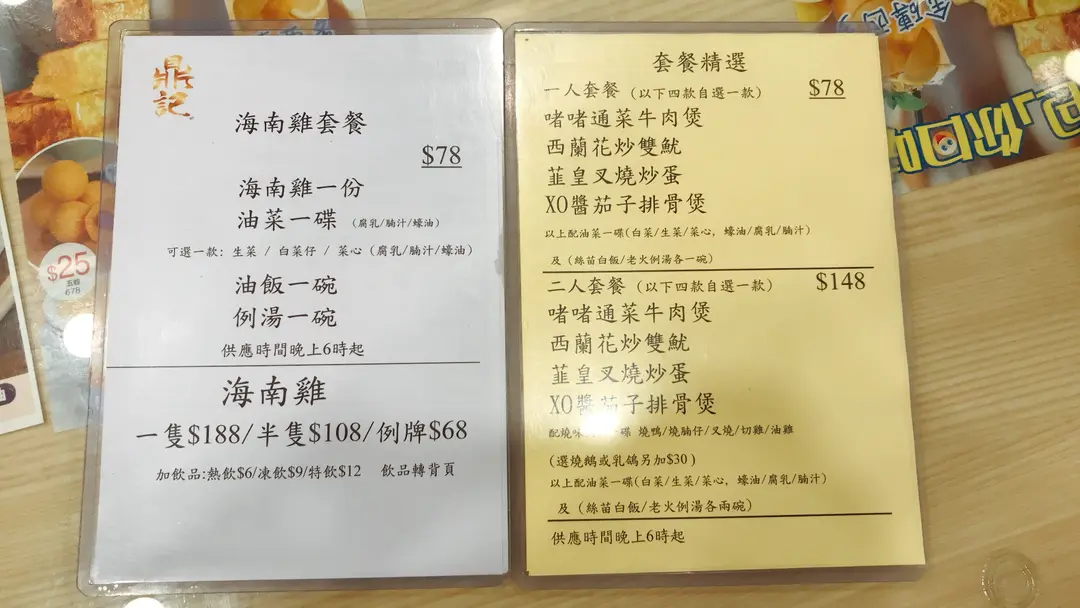 鼎記
海南雞套餐
$78
海南雞一份
油菜一碟 (腐乳/腩汁/蠔油)
可選一款: 生菜 / 白菜仔 / 菜心 (腐乳/腩汁/蠔油)
油飯一碗
例湯一碗
供應時間晚上6時起
海南雞
一隻$188/半隻$108/例牌$68
加飲品:熱飲$6/凍飲$9/特飲$12 飲品轉背頁
套餐精選
一人套餐 (以下四款自選一款) $78
啫啫通菜牛肉煲
西蘭花炒雙魷
韮皇叉燒炒蛋
XO醬茄子排骨煲
以上配油菜一碟(白菜/生菜/菜心, 蠔油/腐乳/腩汁)
及 (絲苗白飯/老火例湯各一碗)
二人套餐 (以下四款自選一款) $148
啫啫通菜牛肉煲
西蘭花炒雙魷
韮皇叉燒炒蛋
XO醬茄子排骨煲
配燒味 碟 燒鴨/燒腩仔/叉燒/切雞/油雞
(選燒鵝或乳鴿另加$30)
以上配油菜一碟(白菜/生菜/菜心, 蠔油/腐乳/腩汁)
及 (絲苗白飯/老火例湯各兩碗)
供應時間晚上6時起
$25